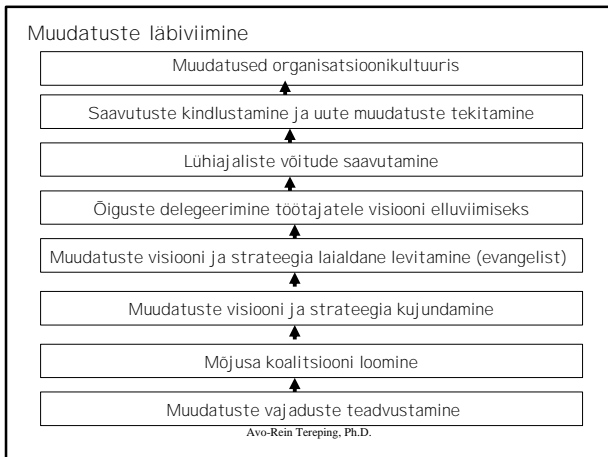 Muudatuste läbiviimine
Muudatused organisatsioonikultuuris
Saavutuste kindlustamine ja uute muudatuste tekitamine
Lühiajaliste võitude saavutamine
Õiguste delegeerimine töötajatele visiooni elluviimiseks
Muudatuste visiooni ja strateegia laialdane levitamine (evangelist)
Muudatuste visiooni ja strateegia kujundamine
Mõjusa koalitsiooni loomine
Muudatuste vajaduste teadvustamine
Avo-Rein Tereping, Ph.D.